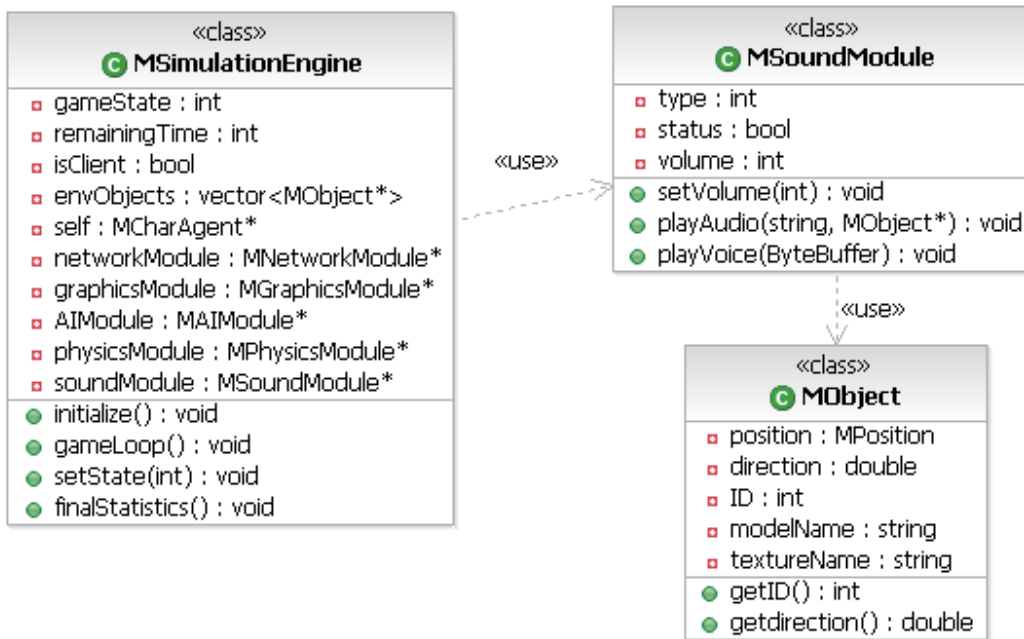 «class»
C MSimulationEngine
gameState : int
remainingTime : int
isClient : bool
envObjects : vector<MObject*>
self : MCharAgent*
networkModule : MNetworkModule*
graphicsModule : MGraphicsModule*
AIModule : MAIModule*
physicsModule : MPhysicsModule*
soundModule : MSoundModule*
initialize() : void
gameLoop() : void
setState(int) : void
finalStatistics() : void
«use»
«class»
C MSoundModule
type : int
status : bool
volume : int
setVolume(int) : void
playAudio(string, MObject*) : void
playVoice(ByteBuffer) : void
«use»
«class»
C MObject
position : MPosition
direction : double
ID : int
modelName : string
textureName : string
getID() : int
getdirection() : double